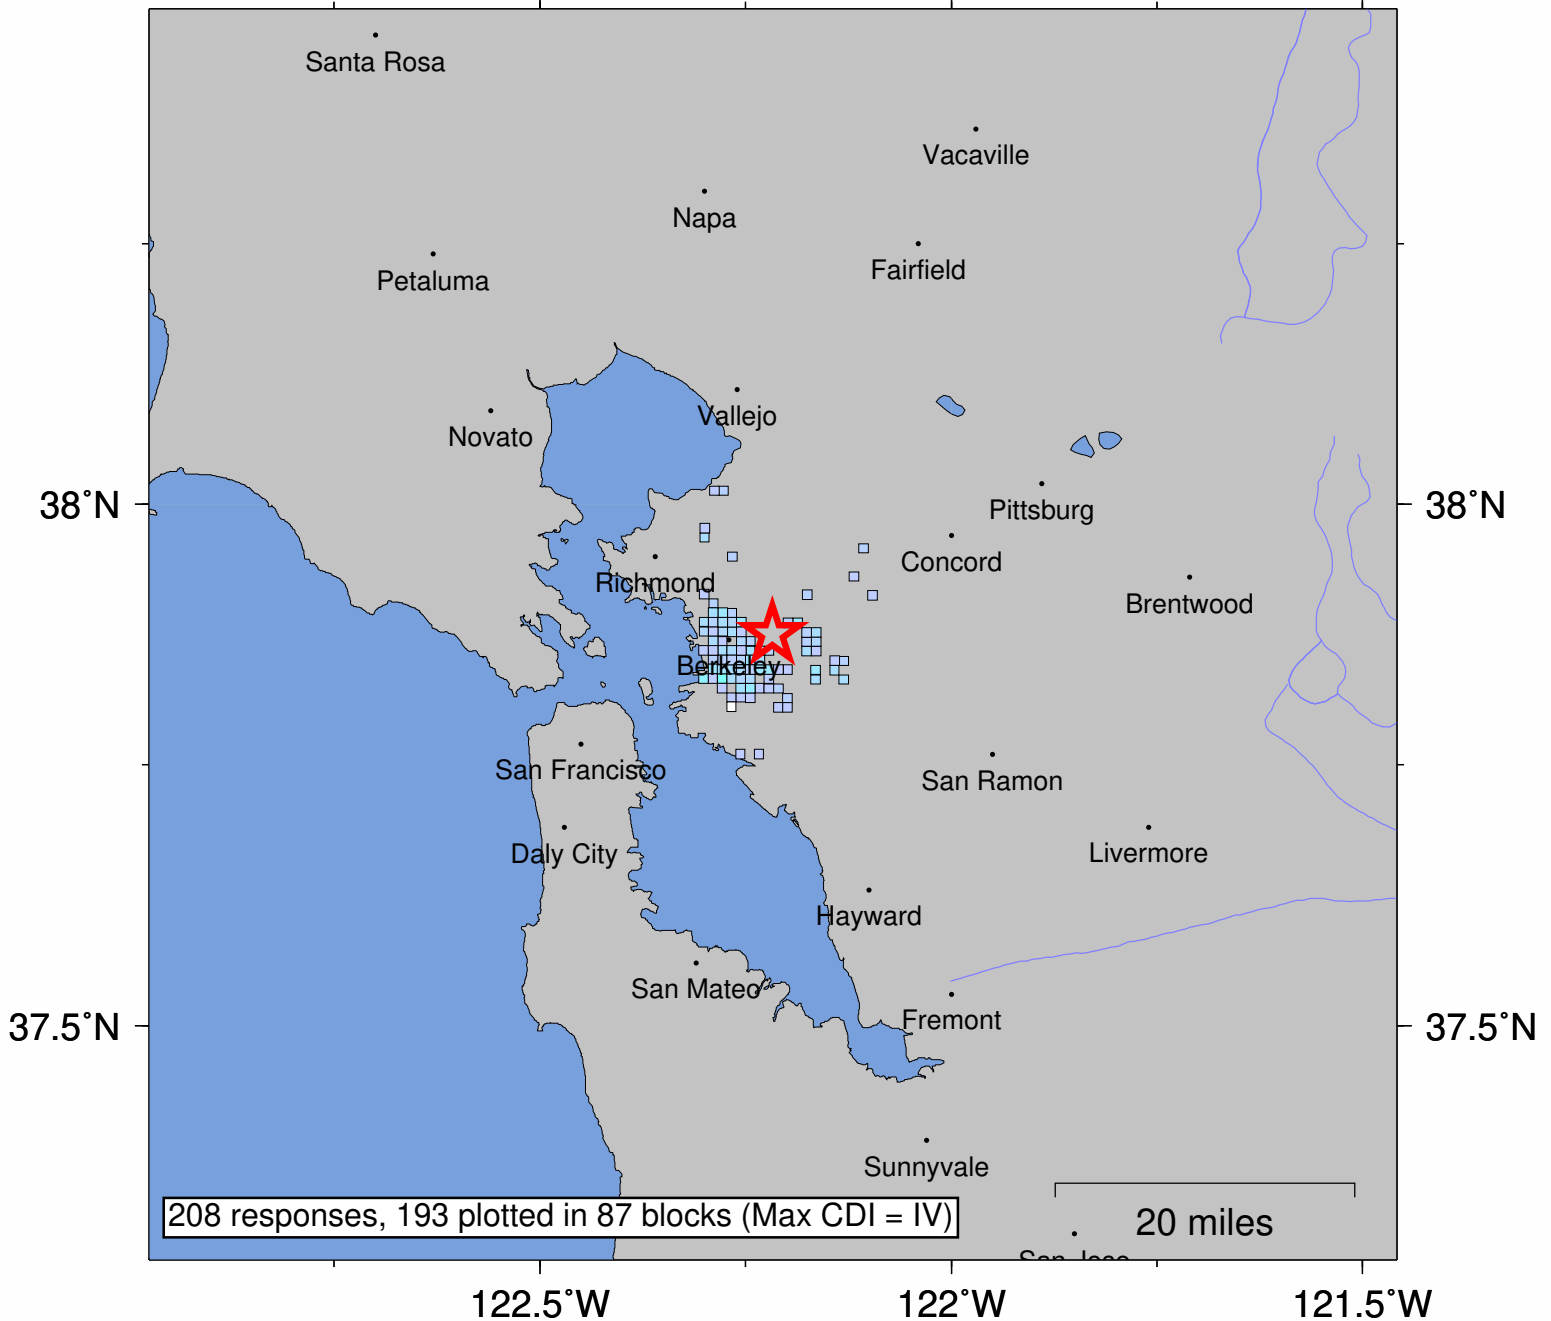 Santa Rosa
Vacaville
Napa
Fairfield
Petaluma
Vallejo
Novato
38˚N
Pittsburg
38˚N
Concord
Richmond
Brentwood
Berkeley
San Francisco
San Ramon
Daly City
Livermore
Hayward
San Mateo
Fremont
37.5˚N
37.5˚N
Sunnyvale
208 responses, 193 plotted in 87 blocks (Max CDI = IV)
20 miles
San Jose
122.5˚W
122˚W
121.5˚W